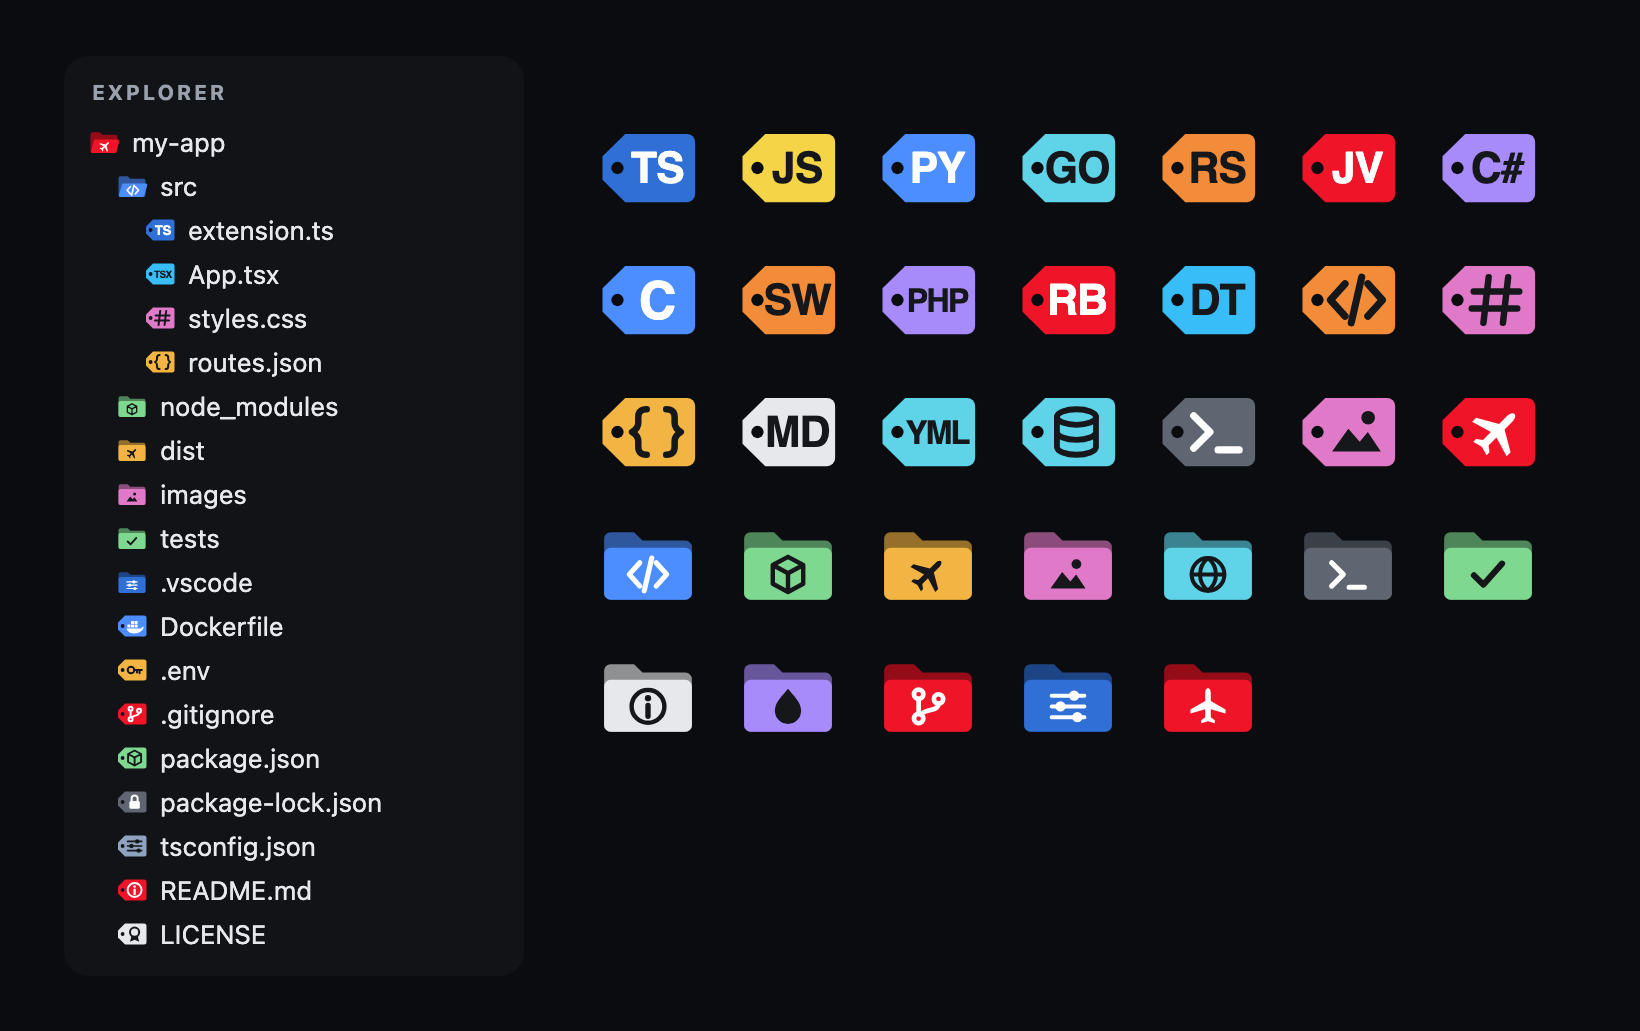 EXPLORER
my-app
src
TS extension.ts
TSX App.tsx
# styles.css
{} routes.json
node_modules
dist
images
tests
.vscode
Dockerfile
.env
.gitignore
package.json
package-lock.json
tsconfig.json
README.md
LICENSE
TS JS PY GO RS JV C#
C SW PHP RB DT </> #
{} MD YML >_
</> >_